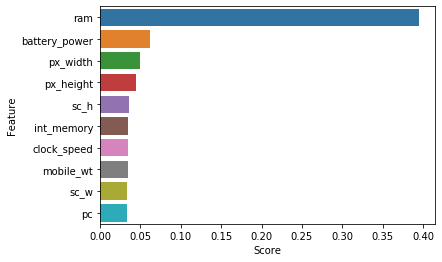 ram
battery_power
px_width
px_height
sc_h
int_memory
clock_speed
mobile_wt
sc_w
pc
Feature
0.00 0.05 0.10 0.15 0.20 0.25 0.30 0.35 0.40
Score